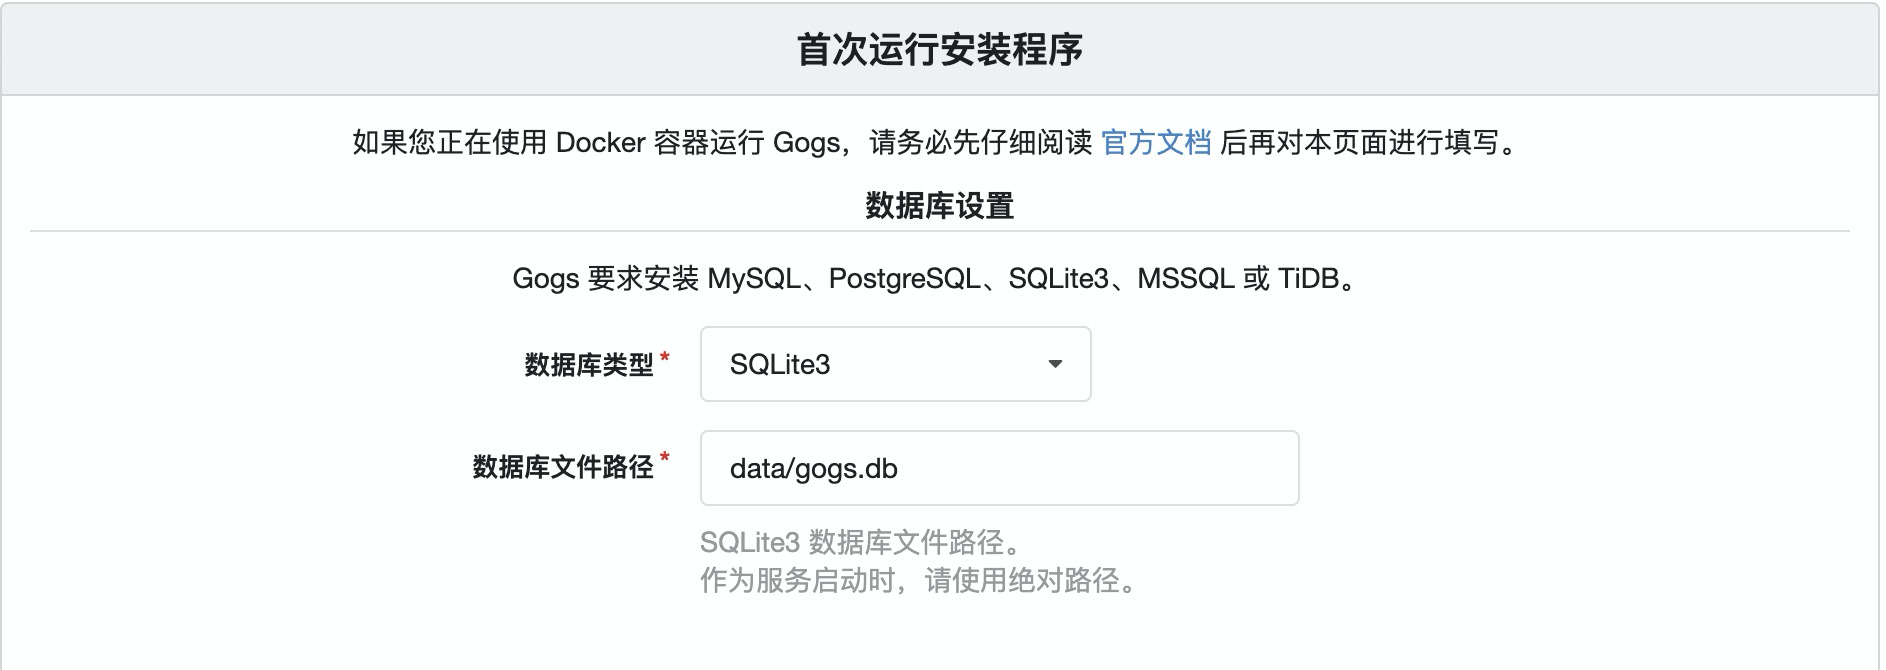 首次运行安装程序
如果您正在使用 Docker 容器运行 Gogs，请务必先仔细阅读 官方文档 后再对本页面进行填写。
数据库设置
Gogs 要求安装 MySQL、PostgreSQL、SQLite3、MSSQL 或 TiDB。
数据库类型* SQLite3
数据库文件路径* data/gogs.db
SQLite3 数据库文件路径。
作为服务启动时，请使用绝对路径。